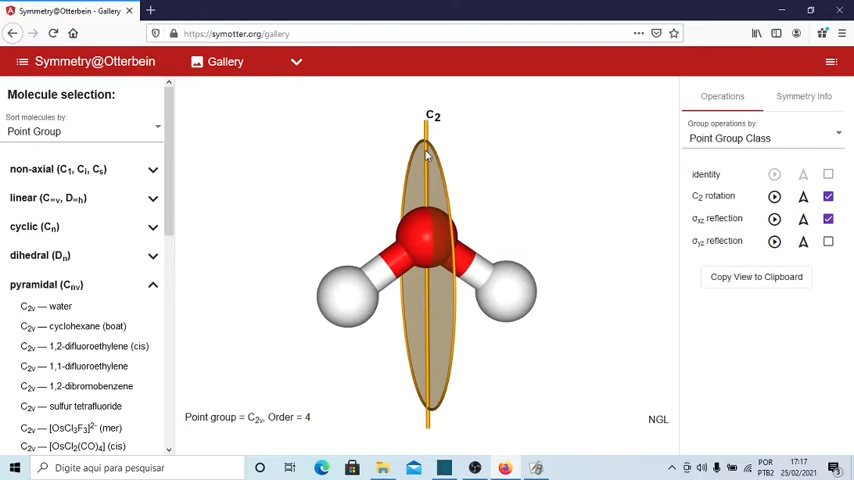 Symmetry@Otterbein - Gallery
https://symotter.org/gallery
Symmetry@Otterbein
Gallery
Molecule selection:
Sort molecules by:
Point Group
non-axial (C₁, Cᵢ, Cₛ)
linear (C∞v, D∞h)
cyclic (Cₙ)
dihedral (Dₙ)
pyramidal (Cₙᵥ)
C₂ᵥ — water
C₂ᵥ — cyclohexane (boat)
C₂ᵥ — 1,2-difluoroethylene (cis)
C₂ᵥ — 1,1-difluoroethylene
C₂ᵥ — 1,2-dibromobenzene
C₂ᵥ — sulfur tetrafluoride
C₂ᵥ — [OsCl₃F₃]²⁻ (mer)
C₂ᵥ — [OsCl₂(CO)₄] (cis)
C₂
Point group = C₂ᵥ, Order = 4
NGL
Operations
Symmetry Info
Group operations by:
Point Group Class
identity
C₂ rotation
σxz reflection
σyz reflection
Copy View to Clipboard
Digite aqui para pesquisar
POR
PTB2
17:17
25/02/2021
3